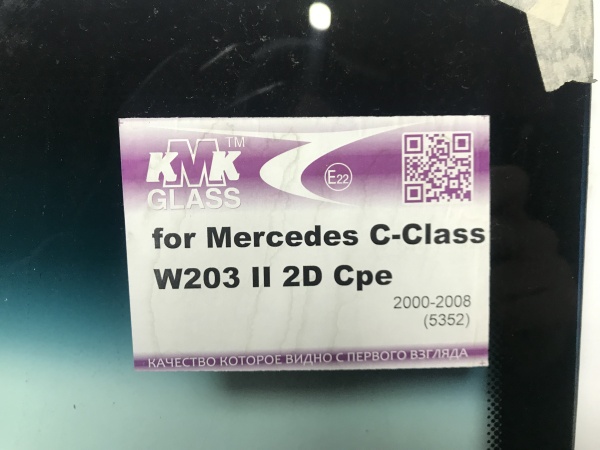 KMK TM
GLASS
E22
for Mercedes C-Class
W203 II 2D Cpe
2000-2008
(5352)
КАЧЕСТВО КОТОРОЕ ВИДНО С ПЕРВОГО ВЗГЛЯДА